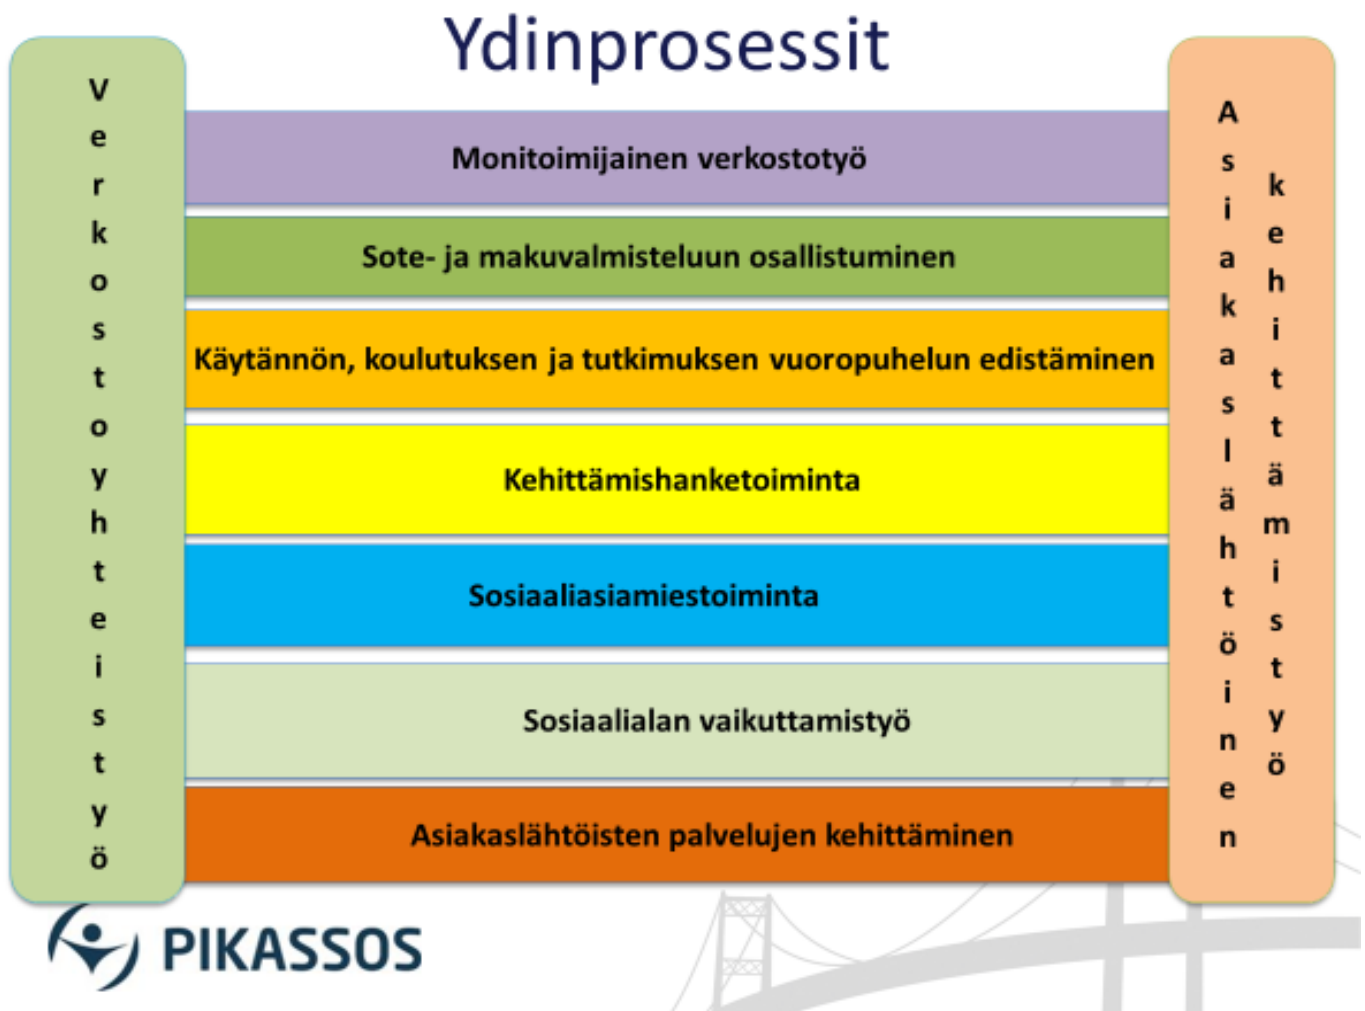 Ydinprosessit
Verkostoyhteistyö
Monitoimijainen verkostotyö
Sote- ja makuvalmisteluun osallistuminen
Käytännön, koulutuksen ja tutkimuksen vuoropuhelun edistäminen
Kehittämishanketoiminta
Sosiaaliasiamiestoiminta
Sosiaalialan vaikuttamistyö
Asiakaslähtöisten palvelujen kehittäminen
Asiakaslähtöinen
kehittämistyö
PIKASSOS